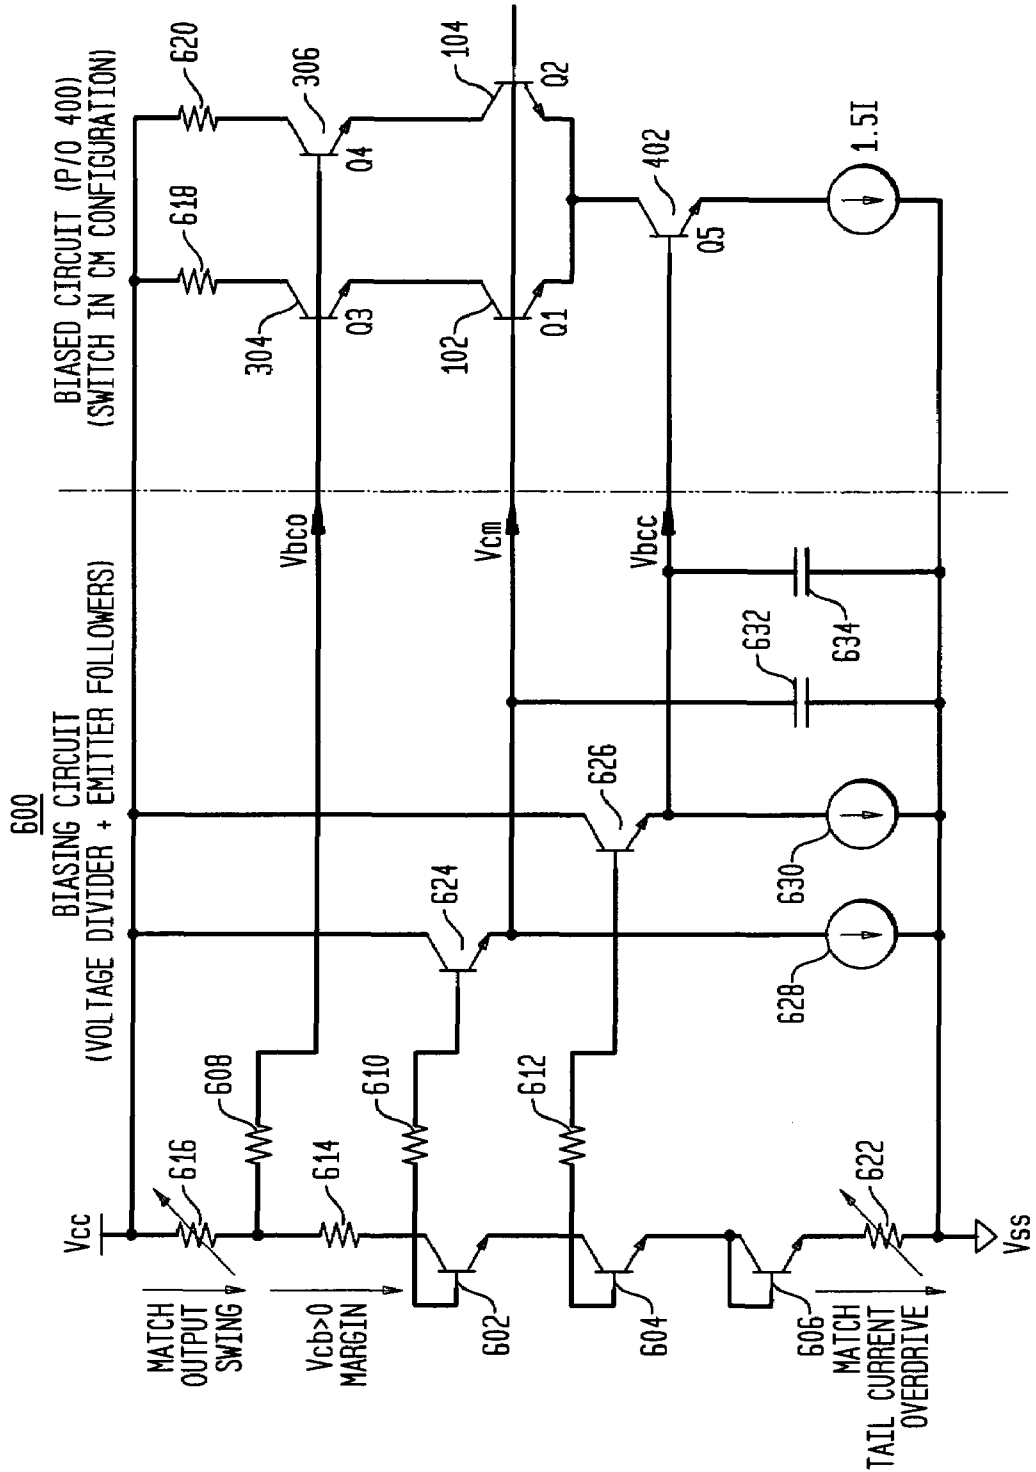 600
BIASING CIRCUIT
(VOLTAGE DIVIDER + EMITTER FOLLOWERS)
BIASED CIRCUIT (P/O 400)
(SWITCH IN CM CONFIGURATION)
Vcc
MATCH
OUTPUT
SWING
616
608
Vbco
618
620
304
Q3
306
Q4
Vcb>0
MARGIN
614
610
624
Vcm
102
Q1
104
Q2
602
612
626
Vbcc
402
Q5
604
606
632
634
MATCH
TAIL CURRENT
OVERDRIVE
622
628
630
1.5I
Vss